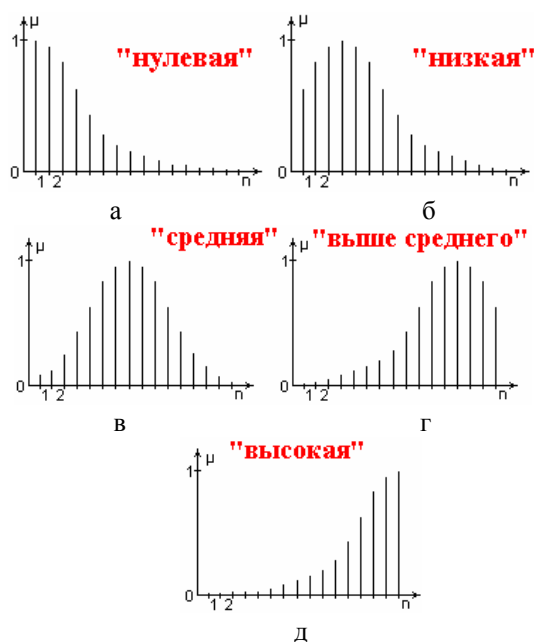 μ
1
"нулевая"
0
1 2
n
а
μ
1
"низкая"
0
1 2
n
б
μ
1
"средняя"
0
1 2
n
в
μ
1
"выше среднего"
0
1 2
n
г
μ
1
"высокая"
0
1 2
n
д